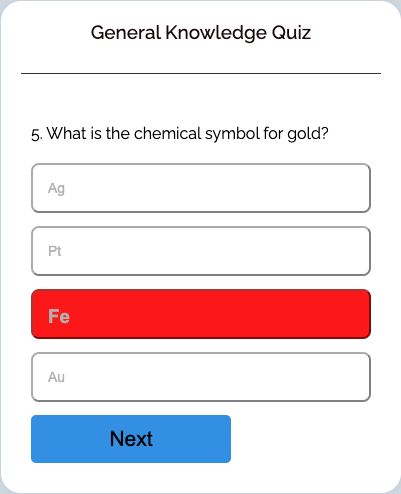 General Knowledge Quiz
5. What is the chemical symbol for gold?
Ag
Pt
Fe
Au
Next